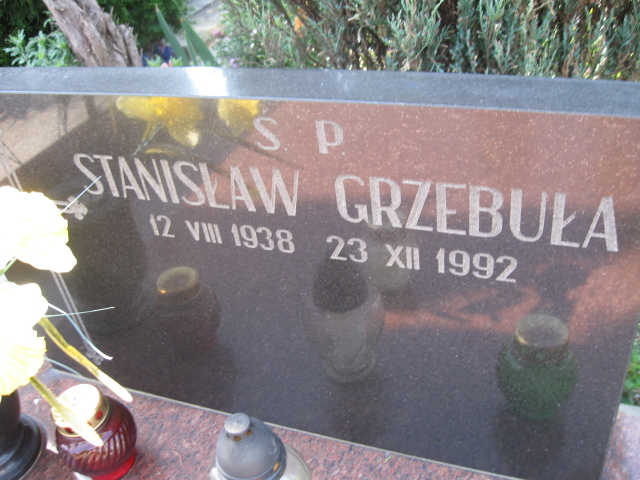 Ś P.
STANISŁAW GRZEBUŁA
12 VIII 1938 23 XII 1992